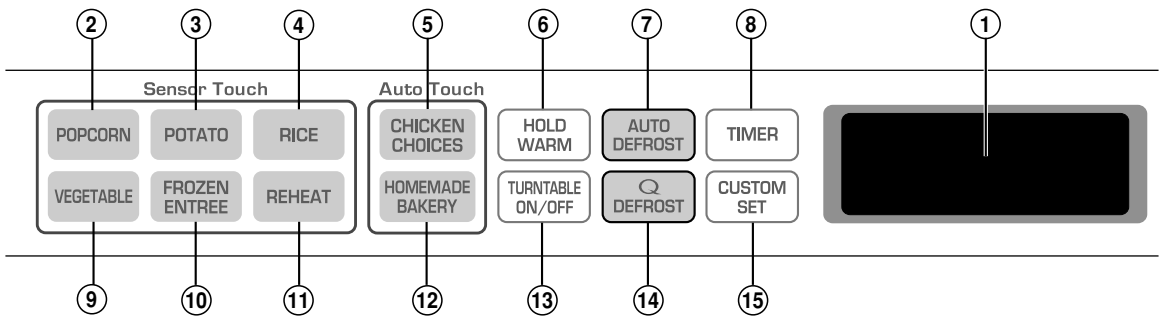 2 3 4 5 6 7 8 1
Sensor Touch Auto Touch
POPCORN POTATO RICE CHICKEN CHOICES HOLD WARM AUTO DEFROST TIMER
VEGETABLE FROZEN ENTREE REHEAT HOMEMADE BAKERY TURNTABLE ON/OFF Q DEFROST CUSTOM SET
9 10 11 12 13 14 15